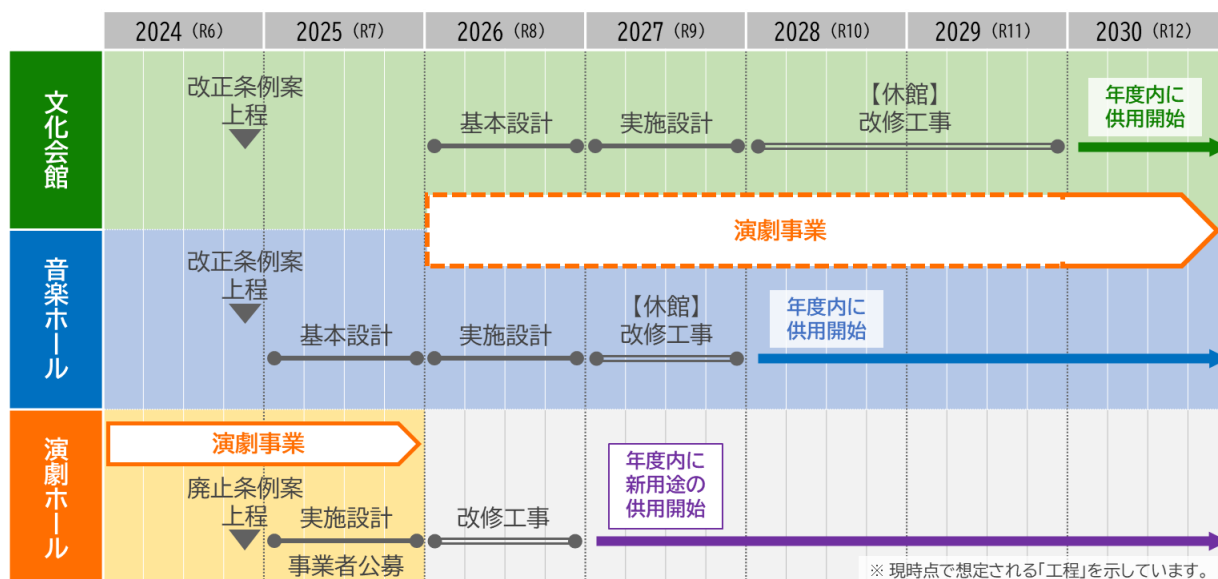 2024 (R6)
2025 (R7)
2026 (R8)
2027 (R9)
2028 (R10)
2029 (R11)
2030 (R12)
文化会館
改正条例案
上程
基本設計
実施設計
【休館】
改修工事
年度内に
供用開始
演劇事業
音楽ホール
改正条例案
上程
基本設計
実施設計
【休館】
改修工事
年度内に
供用開始
演劇ホール
演劇事業
廃止条例案
上程
実施設計
事業者公募
改修工事
年度内に
新用途の
供用開始
※ 現時点で想定される「工程」を示しています。